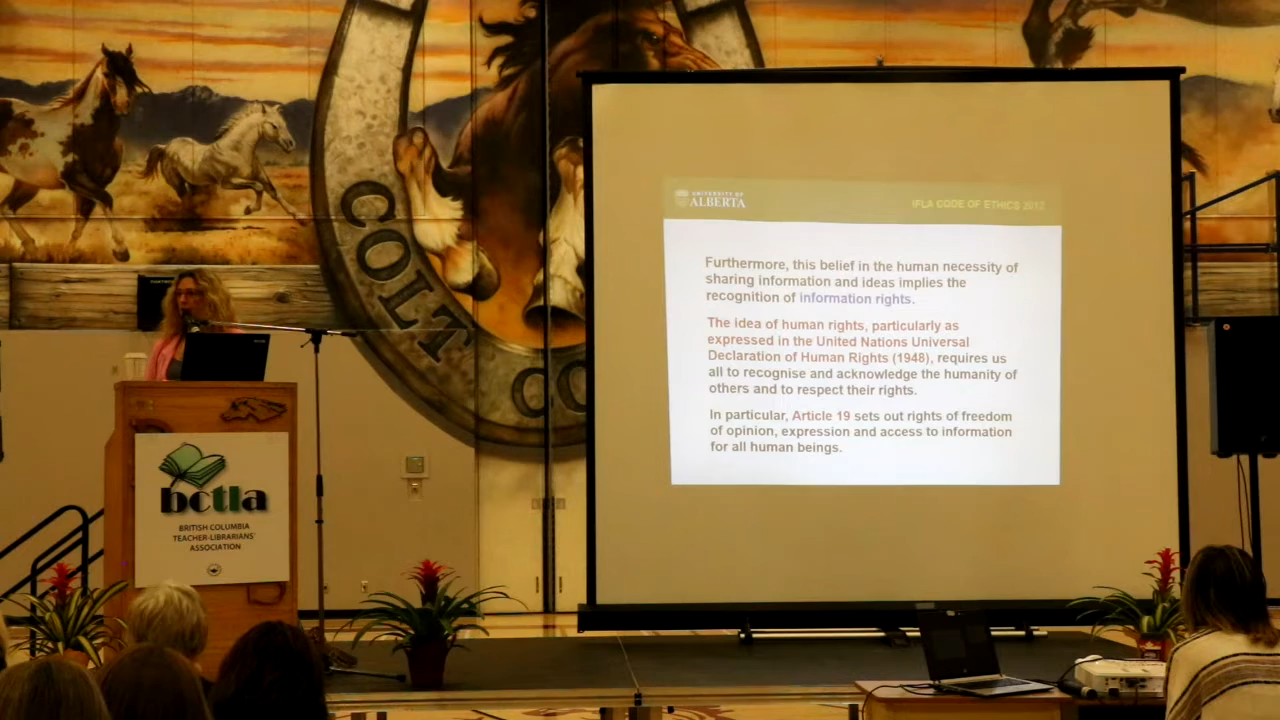 COLT
CO
UNIVERSITY OF
ALBERTA
IFLA CODE OF ETHICS 2012
Furthermore, this belief in the human necessity of
sharing information and ideas implies the
recognition of information rights.
The idea of human rights, particularly as
expressed in the United Nations Universal
Declaration of Human Rights (1948), requires us
all to recognise and acknowledge the humanity of
others and to respect their rights.
In particular, Article 19 sets out rights of freedom
of opinion, expression and access to information
for all human beings.
bctla
BRITISH COLUMBIA
TEACHER-LIBRARIANS'
ASSOCIATION